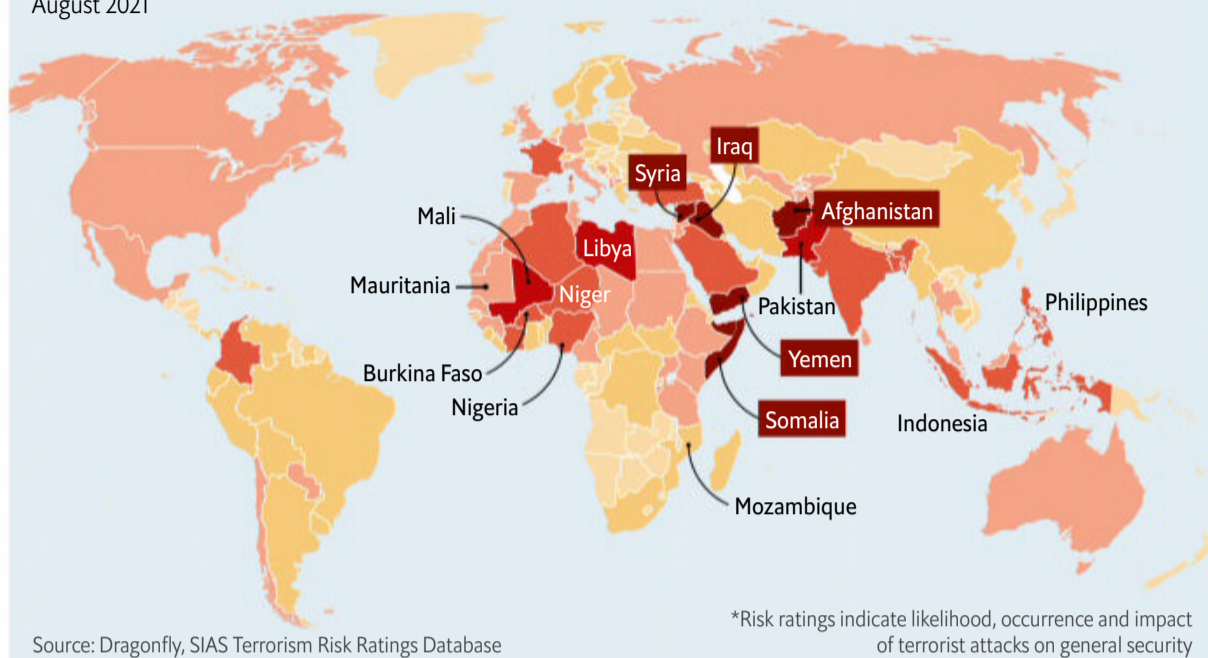 August 2021
Iraq
Syria
Afghanistan
Mali
Libya
Mauritania
Niger
Pakistan
Philippines
Yemen
Burkina Faso
Nigeria
Somalia
Indonesia
Mozambique
*Risk ratings indicate likelihood, occurrence and impact
of terrorist attacks on general security
Source: Dragonfly, SIAS Terrorism Risk Ratings Database